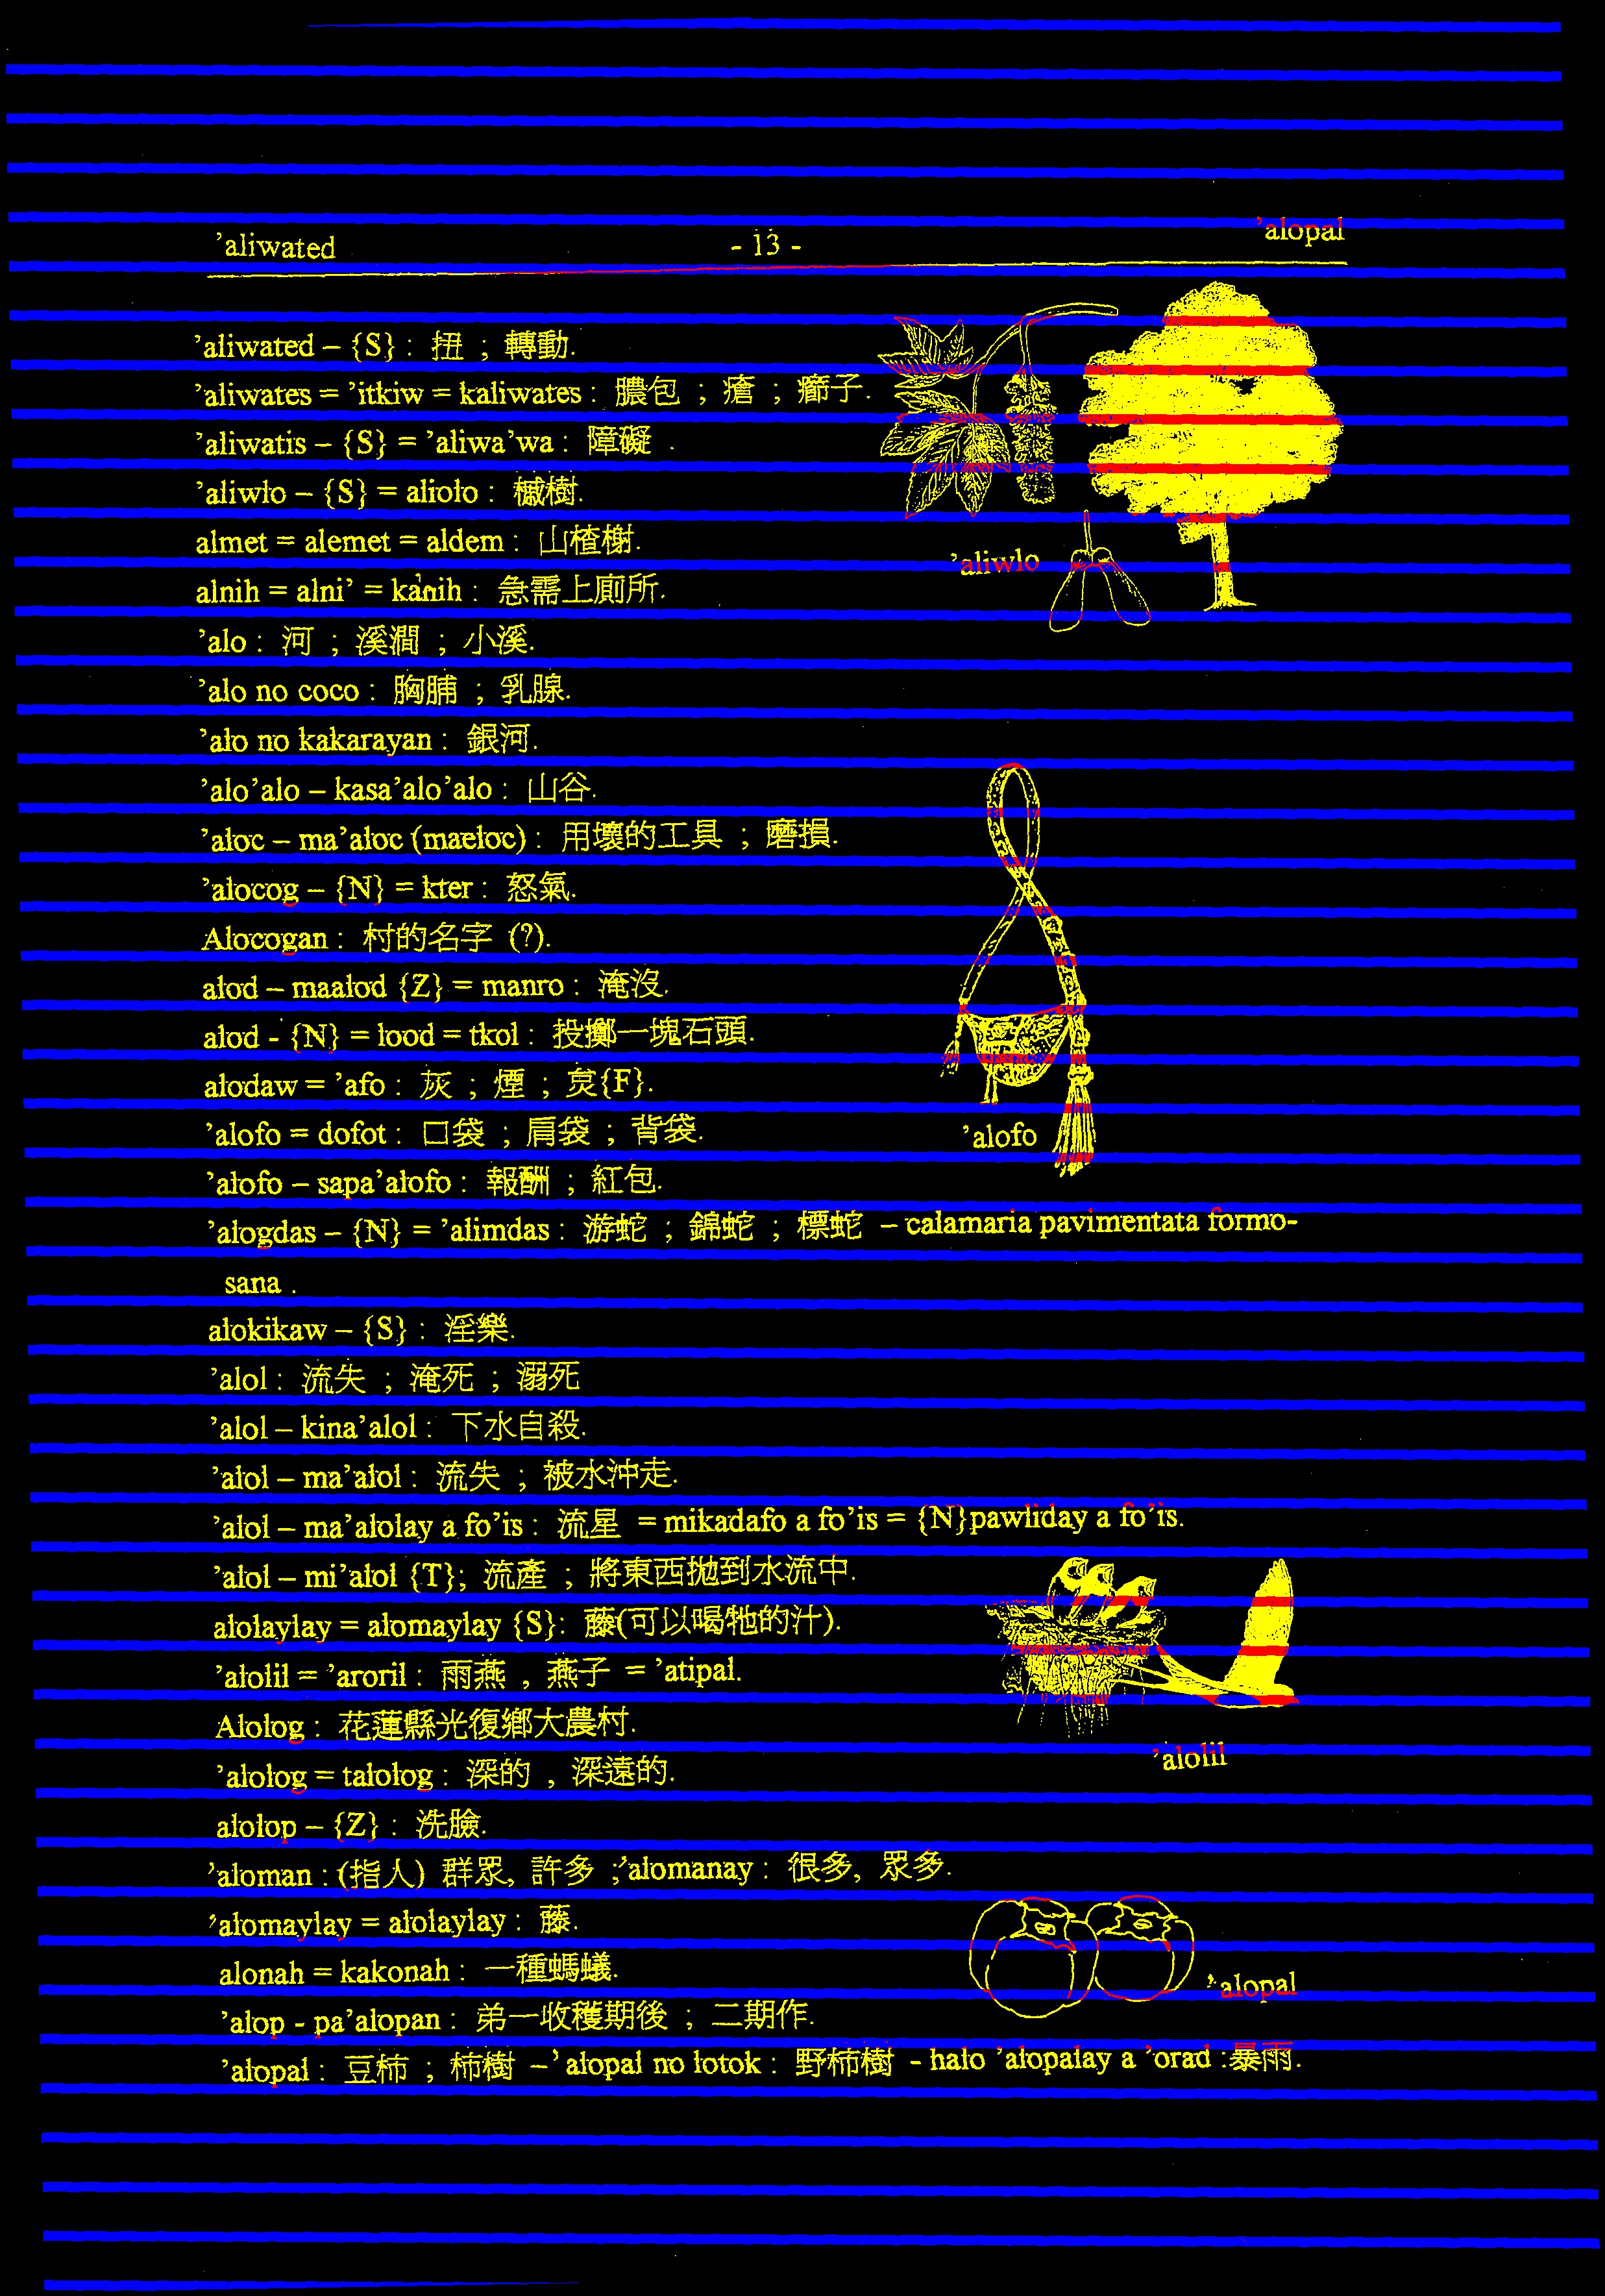 ’aliwated - 13 - ’alopal
’aliwated – {S} : 扭 ; 轉動.
’aliwates = ’itkiw = kaliwates : 膿包 ; 瘡 ; 癤子.
’aliwatis – {S} = ’aliwa’wa : 障礙 .
’aliwlo – {S} = aliolo : 槭樹.
almet = alemet = aldem : 山楂樹.
’aliwlo
alnih = alni’ = kanih : 急需上廁所.
’alo : 河 ; 溪澗 ; 小溪.
’alo no coco : 胸脯 ; 乳腺.
’alo no kakarayan : 銀河.
’alo’alo – kasa’alo’alo : 山谷.
’aloc – ma’aloc (maeloc) : 用壞的工具 ; 磨損.
’alocog – {N} = kter : 怒氣.
Alocogan : 村的名字 (?).
alod – maalod {Z} = manro : 淹沒.
alod - {N} = lood = tkol : 投擲一塊石頭.
alodaw = ’afo : 灰 ; 煙 ; 炱{F}.
’alofo = dofot : 口袋 ; 肩袋 ; 背袋.
’alofo
’alofo – sapa’alofo : 報酬 ; 紅包.
’alogdas – {N} = ’alimdas : 游蛇 ; 錦蛇 ; 標蛇 – calamaria pavimentata formo-
sana .
alokikaw – {S} : 淫樂.
’alol : 流失 ; 淹死 ; 溺死
’alol – kina’alol : 下水自殺.
’alol – ma’alol : 流失 ; 被水沖走.
’alol – ma’alolay a fo’is : 流星 = mikadafo a fo’is = {N}pawliday a fo’is.
’alol – mi’alol {T}; 流產 ; 將東西拋到水流中.
alolaylay = alomaylay {S}: 藤(可以喝牠的汁).
’alolil = ’aroril : 雨燕 , 燕子 = ’atipal.
Alolog : 花蓮縣光復鄉大農村.
’alolil
’alolog = talolog : 深的 , 深遠的.
alolop – {Z} : 洗臉.
’aloman : (指人) 群眾, 許多 ;’alomanay : 很多, 眾多.
’alomaylay = alolaylay : 藤.
alonah = kakonah : 一種螞蟻.
’alopal
’alop - pa’alopan : 弟一收穫期後 ; 二期作.
’alopal : 豆柿 ; 柿樹 –’ alopal no lotok : 野柿樹 - halo ’alopalay a ’orad :暴雨.